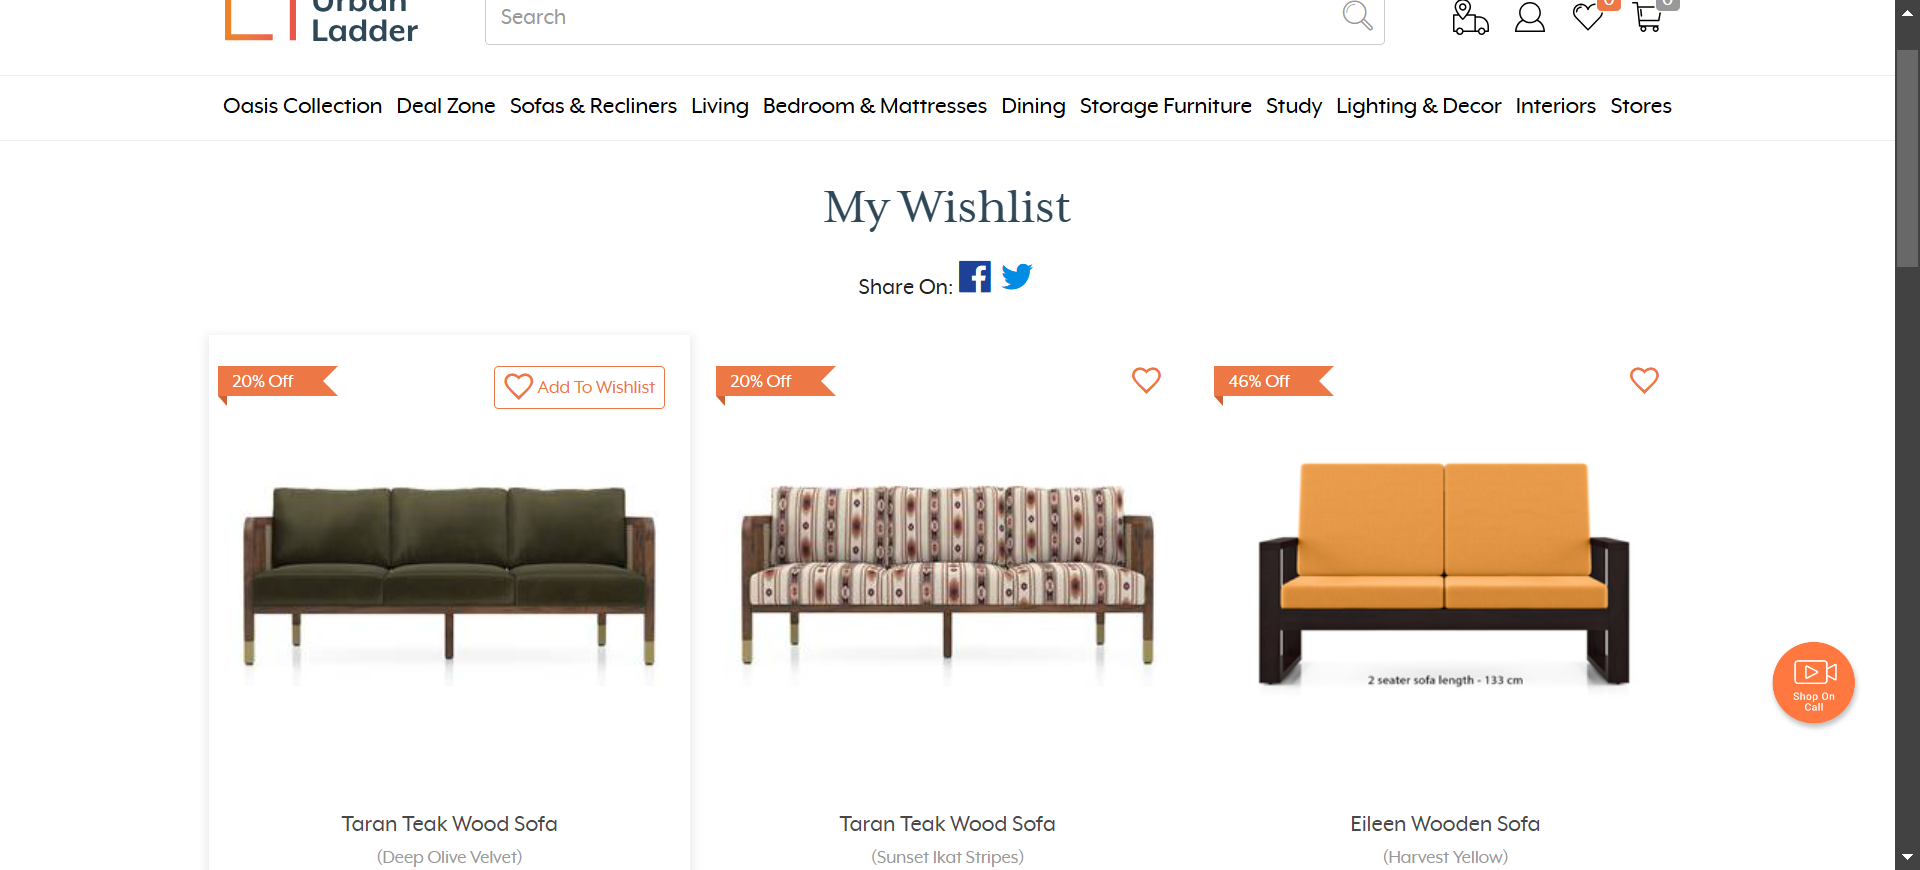 Urban
Ladder
Search
0
0
Oasis Collection Deal Zone Sofas & Recliners Living Bedroom & Mattresses Dining Storage Furniture Study Lighting & Decor Interiors Stores
My Wishlist
Share On:
20% Off
Add To Wishlist
20% Off
46% Off
2 seater sofa length - 133 cm
Shop On
Call
Taran Teak Wood Sofa
(Deep Olive Velvet)
Taran Teak Wood Sofa
(Sunset Ikat Stripes)
Eileen Wooden Sofa
(Harvest Yellow)